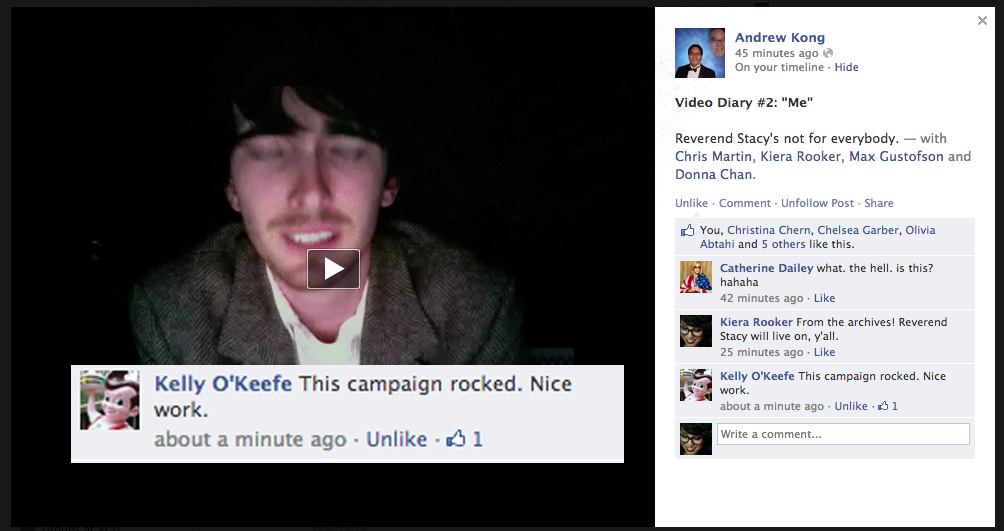 Andrew Kong
45 minutes ago
On your timeline · Hide
Video Diary #2: "Me"
Reverend Stacy's not for everybody. — with
Chris Martin, Kiera Rooker, Max Gustofson and
Donna Chan.
Unlike · Comment · Unfollow Post · Share
You, Christina Chern, Chelsea Garber, Olivia
Abtahi and 5 others like this.
Catherine Dailey what. the hell. is this?
hahaha
42 minutes ago · Like
Kiera Rooker From the archives! Reverend
Stacy will live on, y'all.
25 minutes ago · Like
Kelly O'Keefe This campaign rocked. Nice
work.
about a minute ago · Unlike · 1
Write a comment...
Kelly O'Keefe This campaign rocked. Nice
work.
about a minute ago · Unlike · 1